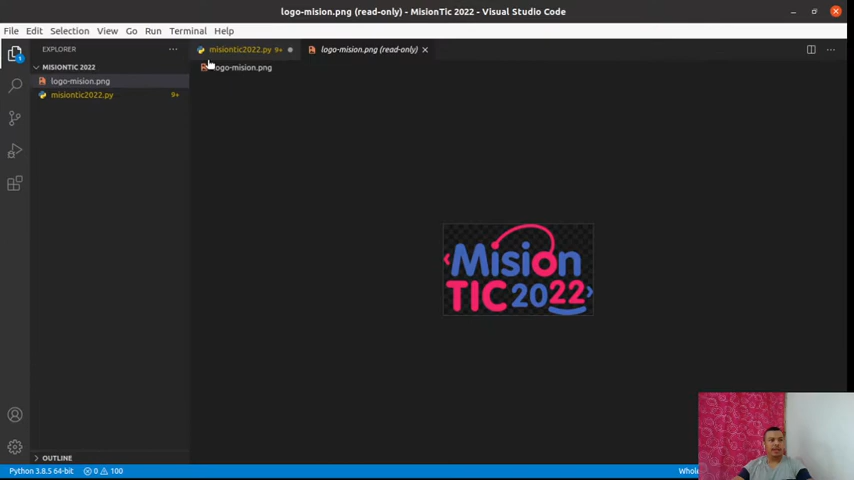 logo-mision.png (read-only) - MisionTic 2022 - Visual Studio Code
File Edit Selection View Go Run Terminal Help
EXPLORER
misiontic2022.py 9+
logo-mision.png (read-only)
MISIONTIC 2022
logo-mision.png
misiontic2022.py 9+
logo-mision.png
1
‹Mision
TIC 2022›
OUTLINE
Python 3.8.5 64-bit 0 100
Whole